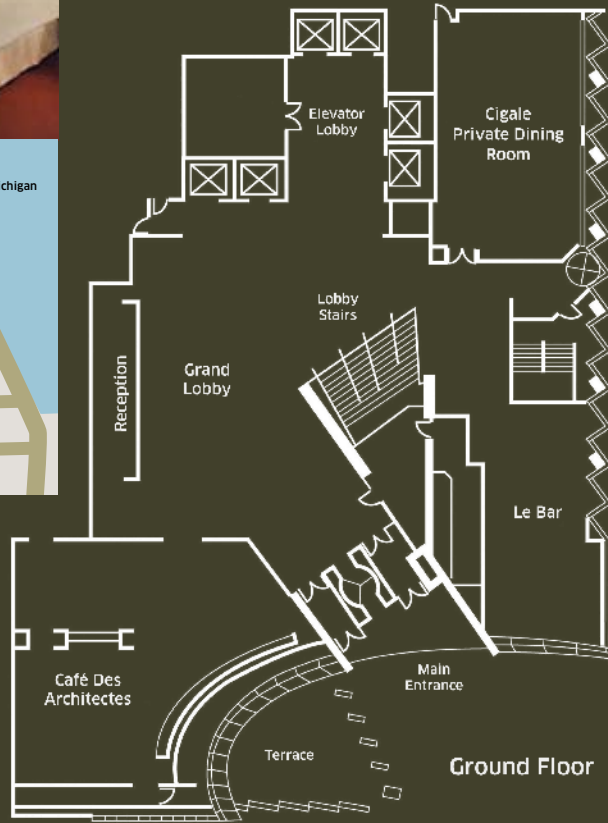 chigan
Elevator
Lobby
Cigale
Private Dining
Room
Lobby
Stairs
Grand
Lobby
Reception
Le Bar
Café Des
Architectes
Main
Entrance
Terrace
Ground Floor